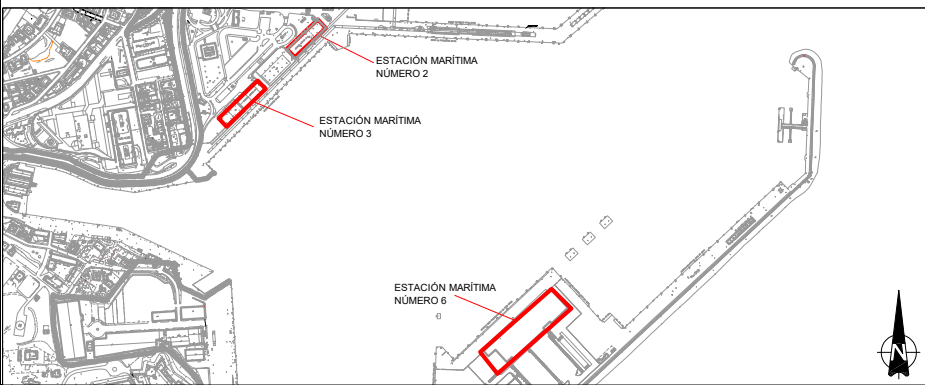 ESTACIÓN MARÍTIMA
NÚMERO 2
ESTACIÓN MARÍTIMA
NÚMERO 3
ESTACIÓN MARÍTIMA
NÚMERO 6
N